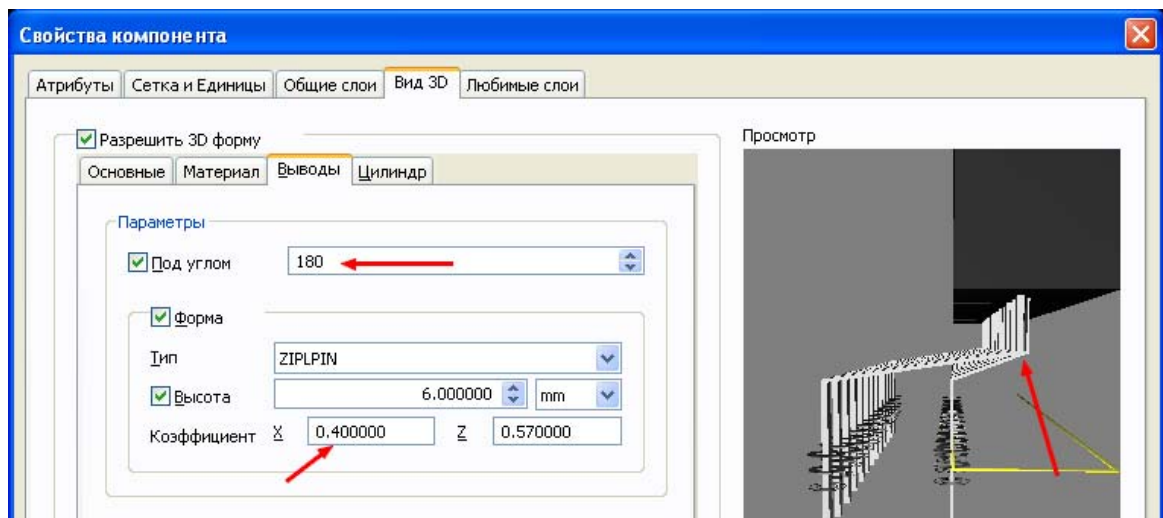 Свойства компонента
Атрибуты Сетка и Единицы Общие слои Вид 3D Любимые слои
Разрешить 3D форму
Просмотр
Основные Материал Выводы Цилиндр
Параметры
Под углом 180
Форма
Тип ZIPLPIN
Высота 6.000000 mm
Коэффициент X 0.400000 Z 0.570000